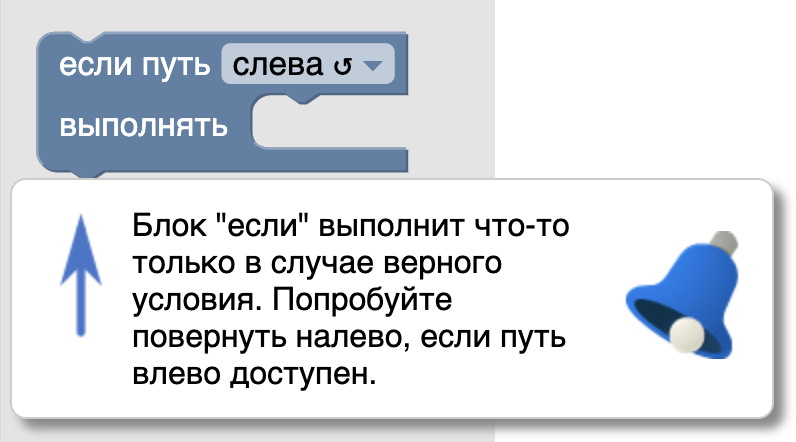 если путь слева ↺
выполнять
Блок "если" выполнит что-то
только в случае верного
условия. Попробуйте
повернуть налево, если путь
влево доступен.